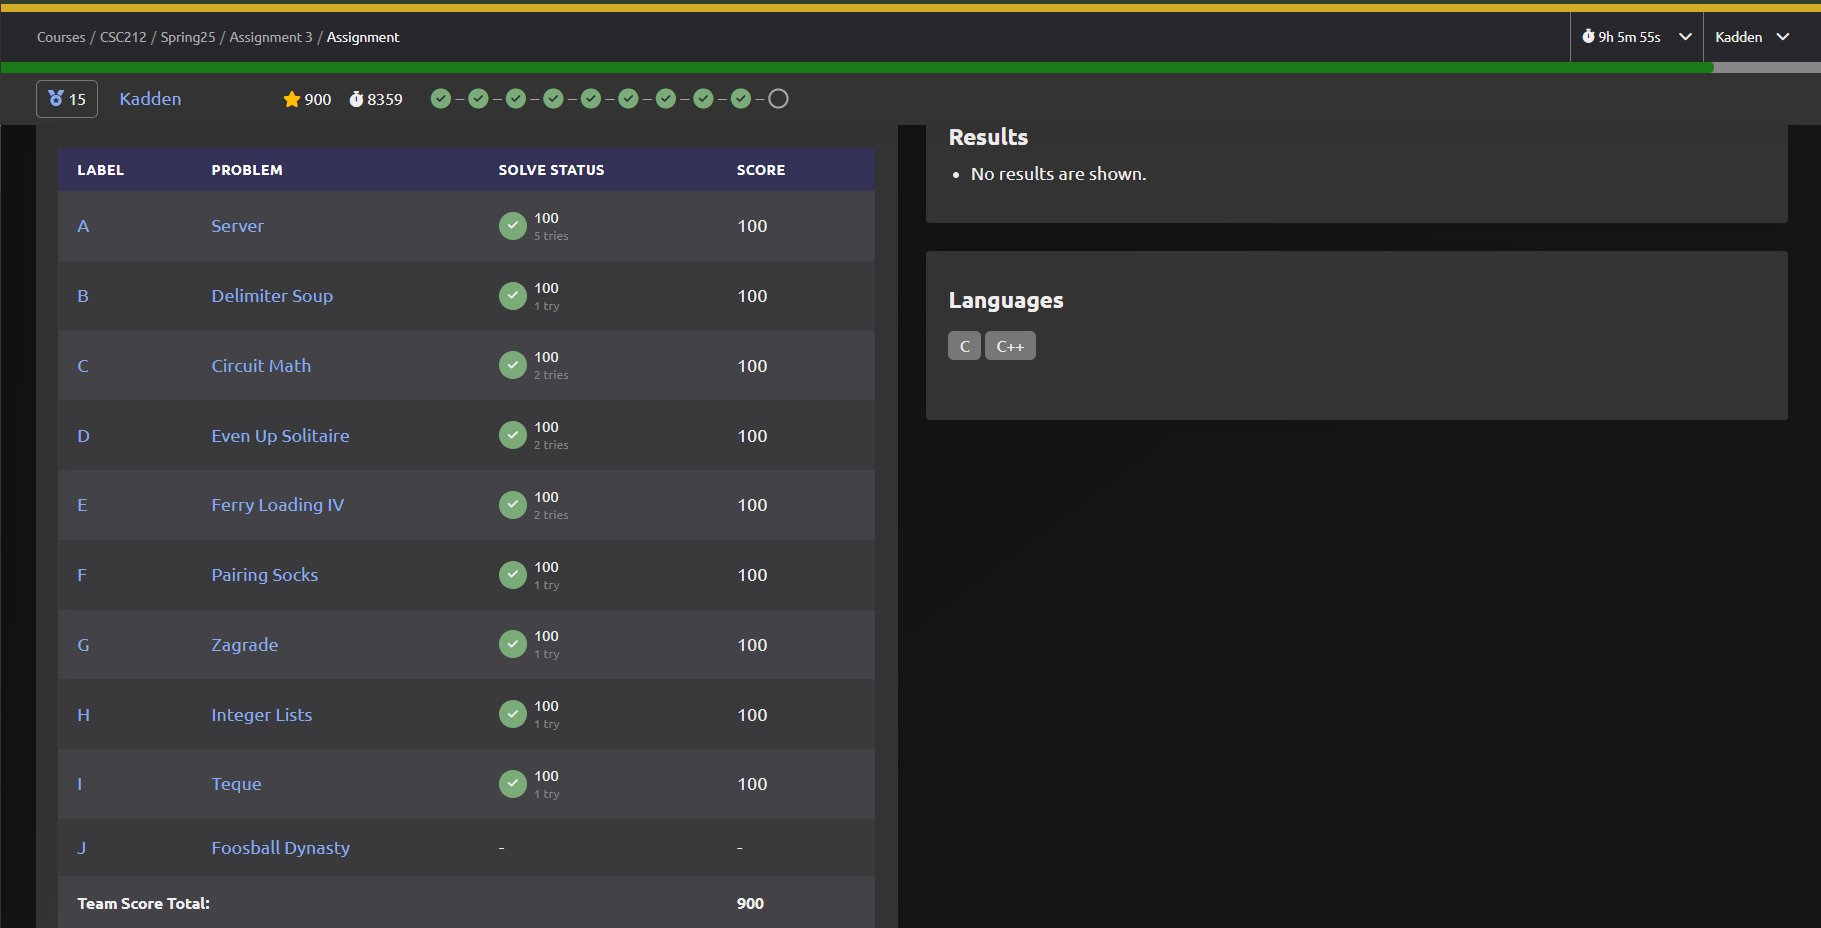 Courses / CSC212 / Spring25 / Assignment 3 / Assignment
9h 5m 55s
Kadden
15
Kadden
900
8359
LABEL PROBLEM SOLVE STATUS SCORE
A Server 100 100
5 tries
B Delimiter Soup 100 100
1 try
C Circuit Math 100 100
2 tries
D Even Up Solitaire 100 100
2 tries
E Ferry Loading IV 100 100
2 tries
F Pairing Socks 100 100
1 try
G Zagrade 100 100
1 try
H Integer Lists 100 100
1 try
I Teque 100 100
1 try
J Foosball Dynasty - -
Team Score Total: 900
Results
• No results are shown.
Languages
C C++